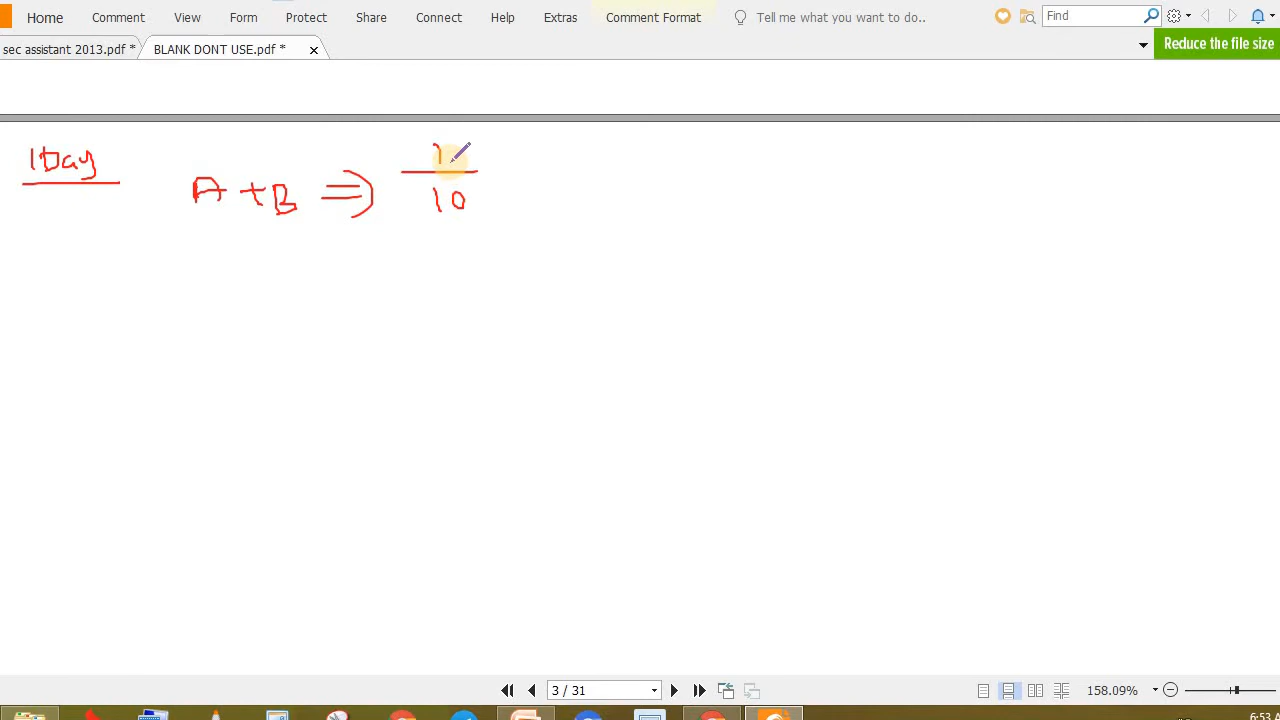 Home Comment View Form Protect Share Connect Help Extras Comment Format Tell me what you want to do.. Find
sec assistant 2013.pdf * BLANK DONT USE.pdf * Reduce the file size
1Day
A + B ⇒ 1/10
3 / 31 158.09%